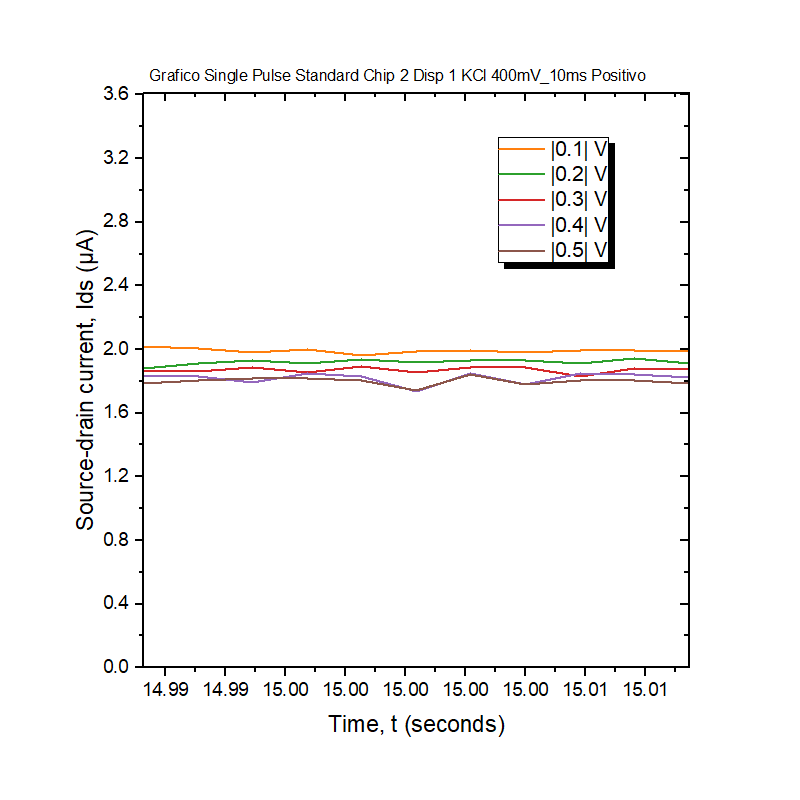 Grafico Single Pulse Standard Chip 2 Disp 1 KCl 400mV_10ms Positivo
3.6
3.2
2.8
2.4
2.0
1.6
1.2
0.8
0.4
0.0
Source-drain current, Ids (µA)
|0.1| V
|0.2| V
|0.3| V
|0.4| V
|0.5| V
14.99 14.99 15.00 15.00 15.00 15.00 15.00 15.01 15.01
Time, t (seconds)